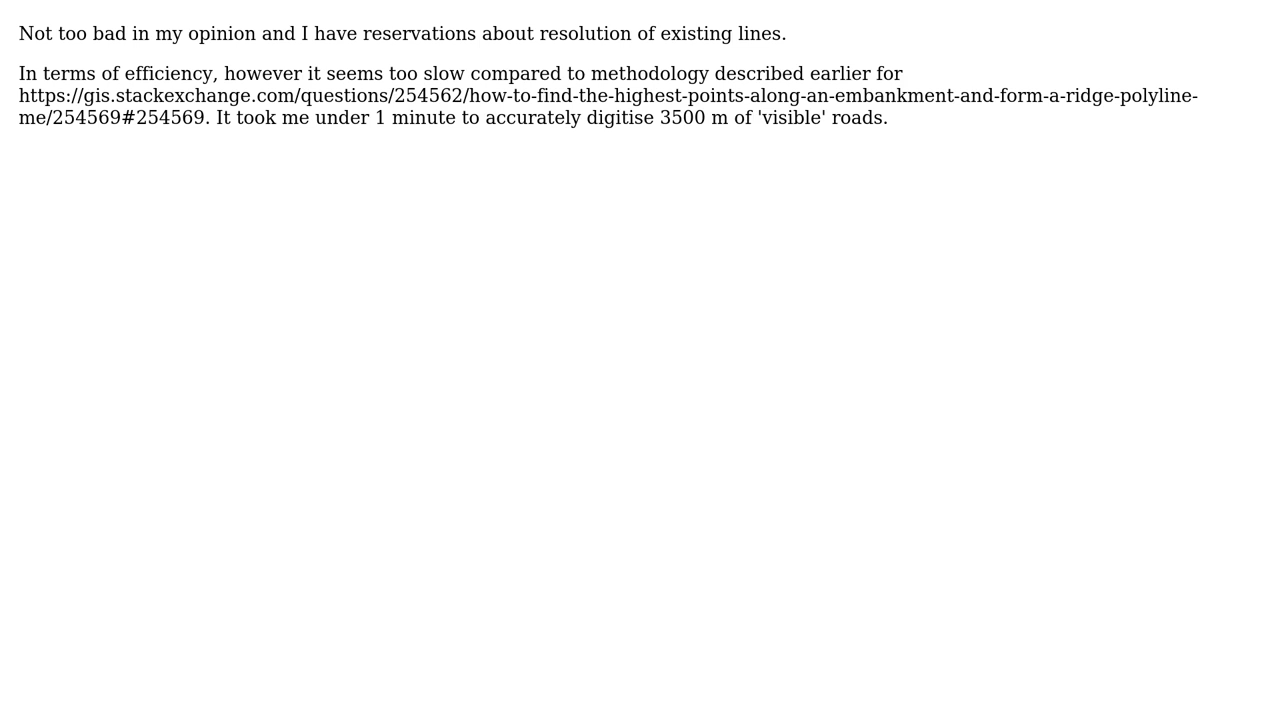 Not too bad in my opinion and I have reservations about resolution of existing lines.
In terms of efficiency, however it seems too slow compared to methodology described earlier for
https://gis.stackexchange.com/questions/254562/how-to-find-the-highest-points-along-an-embankment-and-form-a-ridge-polyline-
me/254569#254569. It took me under 1 minute to accurately digitise 3500 m of 'visible' roads.